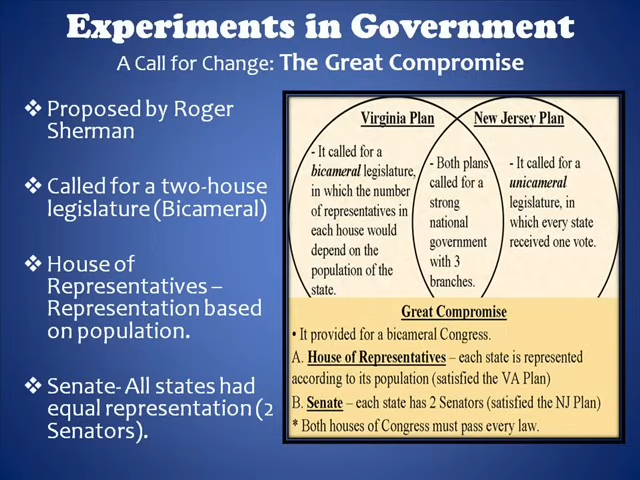 Experiments in Government
A Call for Change: The Great Compromise
❖ Proposed by Roger
Sherman
❖ Called for a two-house
legislature (Bicameral)
❖ House of
Representatives –
Representation based
on population.
❖ Senate- All states had
equal representation (2
Senators).
Virginia Plan
- It called for a
bicameral legislature,
in which the number
of representatives in
each house would
depend on the
population of the
state.
- Both plans
called for a
strong
national
government
with 3
branches.
New Jersey Plan
- It called for a
unicameral
legislature, in
which every state
received one vote.
Great Compromise
• It provided for a bicameral Congress.
A. House of Representatives – each state is represented
according to its population (satisfied the VA Plan)
B. Senate – each state has 2 Senators (satisfied the NJ Plan)
* Both houses of Congress must pass every law.